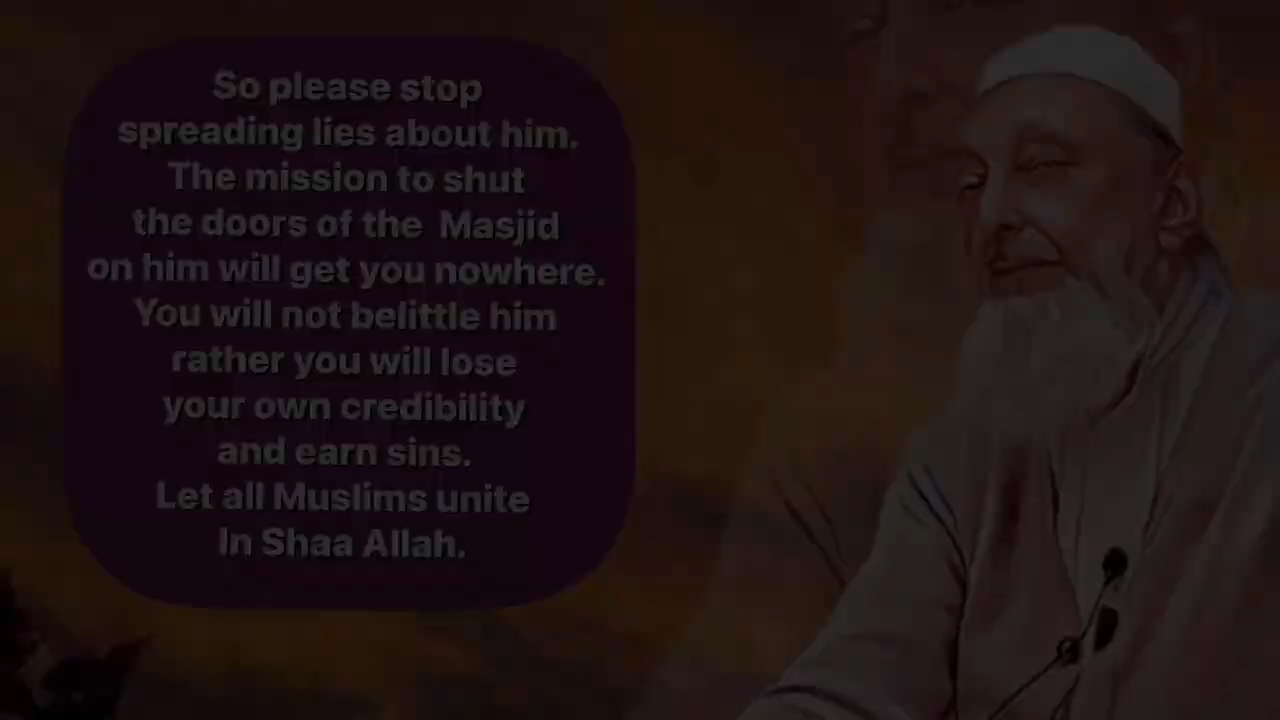 So please stop
spreading lies about him.
The mission to shut
the doors of the Masjid
on him will get you nowhere.
You will not belittle him
rather you will lose
your own credibility
and earn sins.
Let all Muslims unite
In Shaa Allah.